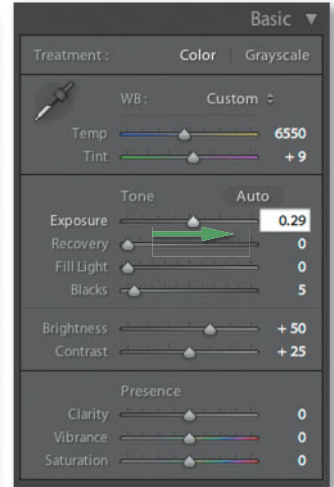 Basic ▼
Treatment : Color | Grayscale
WB : Custom
Temp 6550
Tint + 9
Tone Auto
Exposure 0.29
Recovery 0
Fill Light 0
Blacks 5
Brightness + 50
Contrast + 25
Presence
Clarity 0
Vibrance 0
Saturation 0